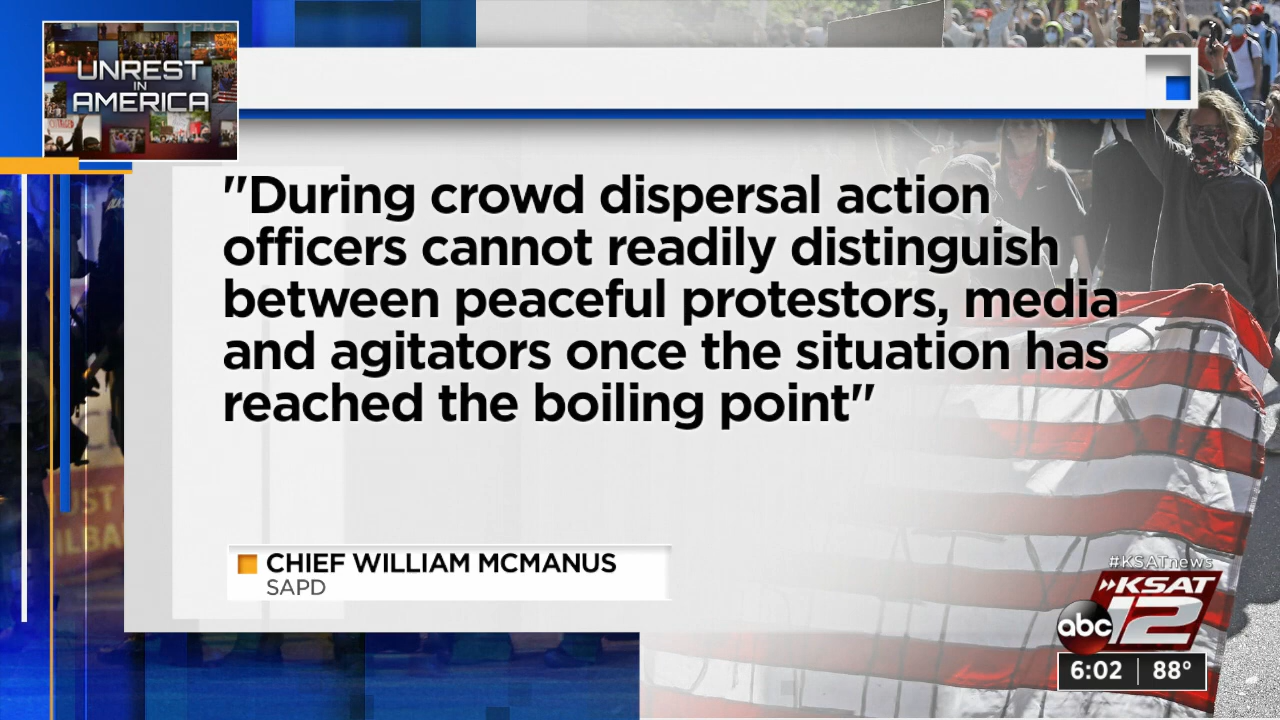 UNREST
IN
AMERICA
"During crowd dispersal action
officers cannot readily distinguish
between peaceful protestors, media
and agitators once the situation has
reached the boiling point"
CHIEF WILLIAM MCMANUS
SAPD
#KSATnews
KSAT
abc 12
6:02 88°